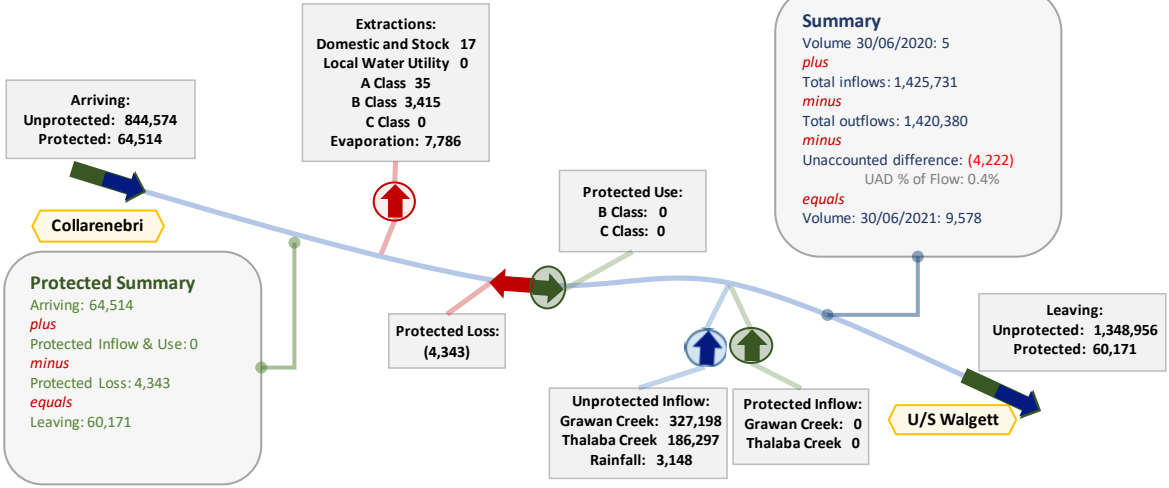 Arriving:
Unprotected: 844,574
Protected: 64,514
Collarenebri
Extractions:
Domestic and Stock 17
Local Water Utility 0
A Class 35
B Class 3,415
C Class 0
Evaporation: 7,786
Summary
Volume 30/06/2020: 5
plus
Total inflows: 1,425,731
minus
Total outflows: 1,420,380
minus
Unaccounted difference: (4,222)
UAD % of Flow: 0.4%
equals
Volume: 30/06/2021: 9,578
Protected Use:
B Class: 0
C Class: 0
Protected Summary
Arriving: 64,514
plus
Protected Inflow & Use: 0
minus
Protected Loss: 4,343
equals
Leaving: 60,171
Protected Loss:
(4,343)
Unprotected Inflow:
Grawan Creek: 327,198
Thalaba Creek 186,297
Rainfall: 3,148
Protected Inflow:
Grawan Creek: 0
Thalaba Creek 0
Leaving:
Unprotected: 1,348,956
Protected: 60,171
U/S Walgett